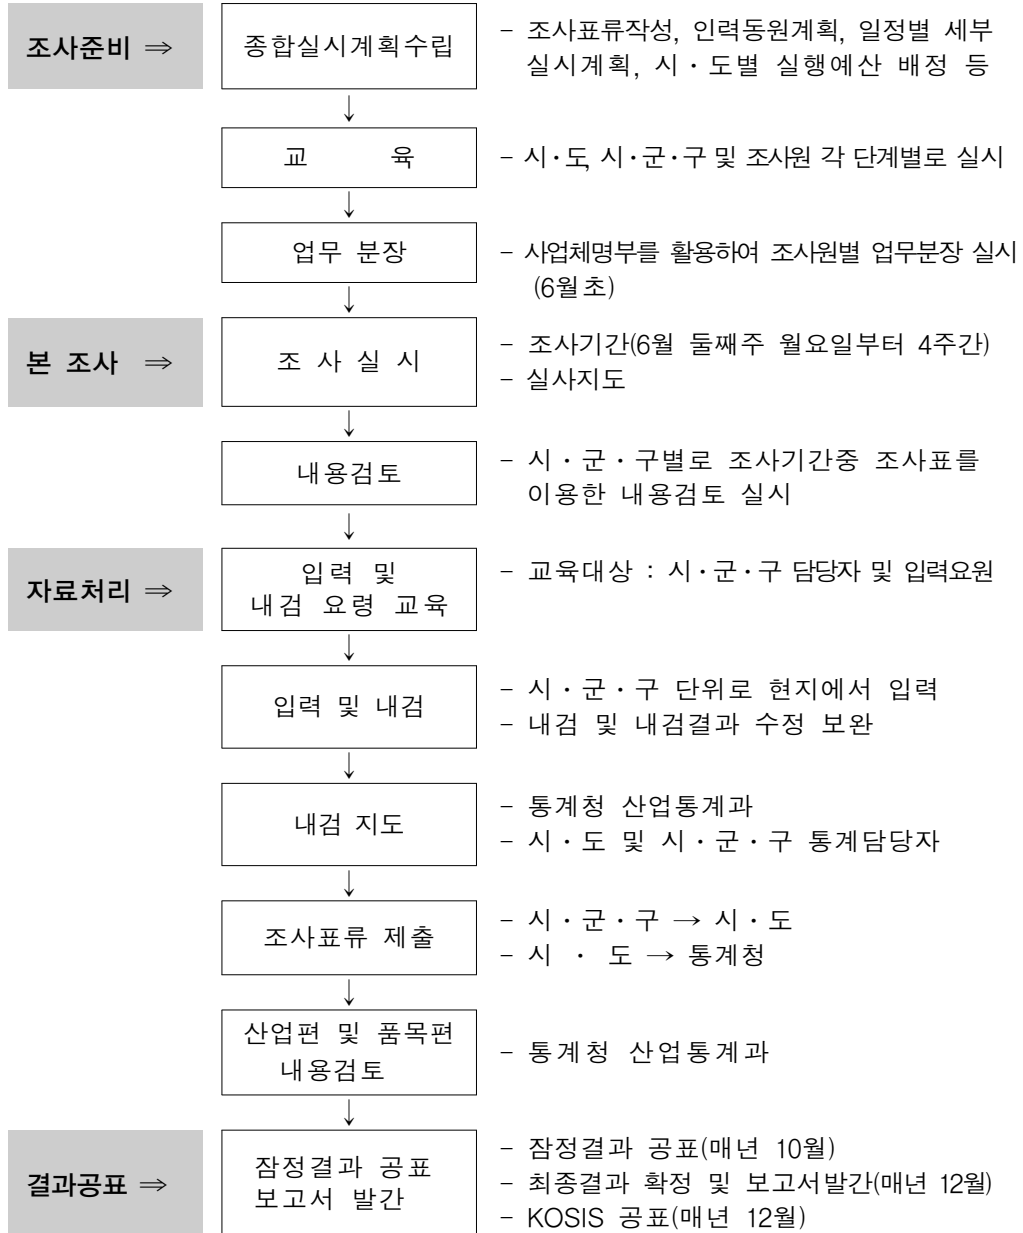 조사준비 ⇒
종합실시계획수립
- 조사표류작성, 인력동원계획, 일정별 세부
실시계획, 시·도별 실행예산 배정 등
↓
교 육
- 시·도, 시·군·구 및 조사원 각 단계별로 실시
↓
업무 분장
- 사업체명부를 활용하여 조사원별 업무분장 실시
(6월초)
↓
본 조사 ⇒
조 사 실 시
- 조사기간(6월 둘째주 월요일부터 4주간)
- 실사지도
↓
내용검토
- 시·군·구별로 조사기간중 조사표를
이용한 내용검토 실시
↓
자료처리 ⇒
입력 및
내검 요령 교육
- 교육대상 : 시·군·구 담당자 및 입력요원
↓
입력 및 내검
- 시·군·구 단위로 현지에서 입력
- 내검 및 내검결과 수정 보완
↓
내검 지도
- 통계청 산업통계과
- 시·도 및 시·군·구 통계담당자
↓
조사표류 제출
- 시·군·구 → 시·도
- 시 · 도 → 통계청
↓
산업편 및 품목편
내용검토
- 통계청 산업통계과
↓
결과공표 ⇒
잠정결과 공표
보고서 발간
- 잠정결과 공표(매년 10월)
- 최종결과 확정 및 보고서발간(매년 12월)
- KOSIS 공표(매년 12월)